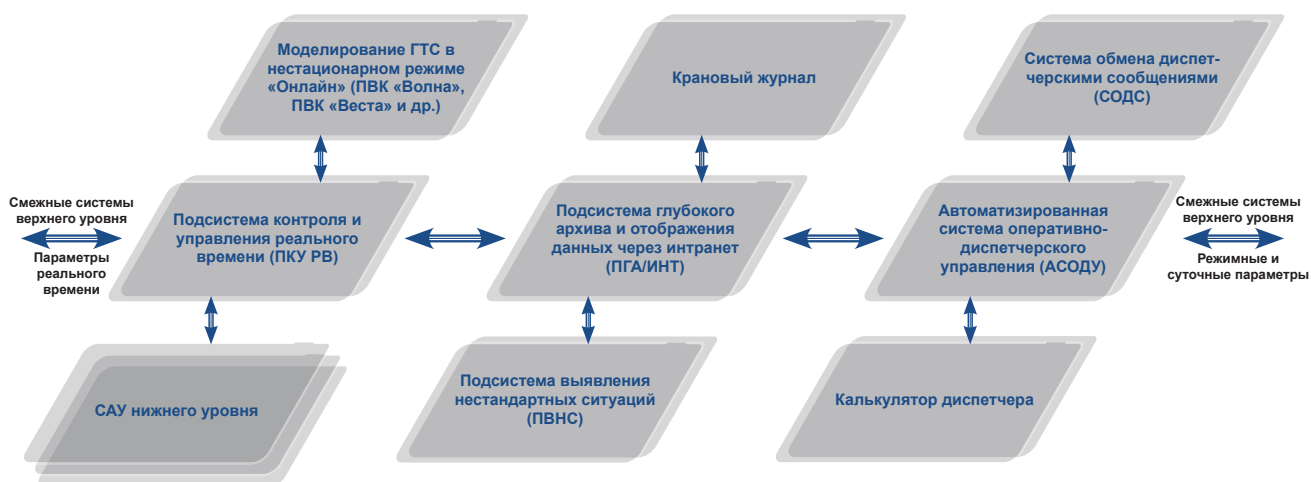 Моделирование ГТС в
нестационарном режиме
«Онлайн» (ПВК «Волна»,
ПВК «Веста» и др.)
Крановый журнал
Система обмена диспет-
черскими сообщениями
(СОДС)
Смежные системы
верхнего уровня
Параметры
реального
времени
Подсистема контроля и
управления реального
времени (ПКУ РВ)
Подсистема глубокого
архива и отображения
данных через интранет
(ПГА/ИНТ)
Автоматизированная
система оперативно-
диспетчерского
управления (АСОДУ)
Смежные системы
верхнего уровня
Режимные и
суточные параметры
САУ нижнего уровня
Подсистема выявления
нестандартных ситуаций
(ПВНС)
Калькулятор диспетчера